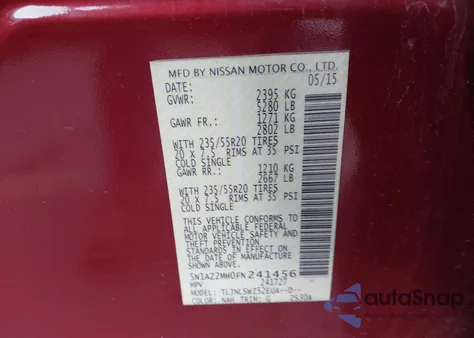 MFD BY NISSAN MOTOR CO., LTD.
DATE: 05/15
GVWR: 2395 KG
5280 LB
GAWR FR.: 1271 KG
2802 LB
WITH 235/55R20 TIRES
20 x 7.5 RIMS AT 35 PSI
COLD SINGLE
GAWR RR.: 1210 KG
2667 LB
WITH 235/55R20 TIRES
20 x 7.5 RIMS AT 35 PSI
COLD SINGLE
THIS VEHICLE CONFORMS TO
ALL APPLICABLE FEDERAL
MOTOR VEHICLE SAFETY AND
THEFT PREVENTION
STANDARDS IN EFFECT ON
THE DATE OF MANUFACTURE
SHOWN ABOVE
5N1AZ2MH0FN241456
MPV 241727
MODEL: TLJNLSWZ52EUA--D--
COLOR: NAH TRIM: G ZS30A
autoSnap